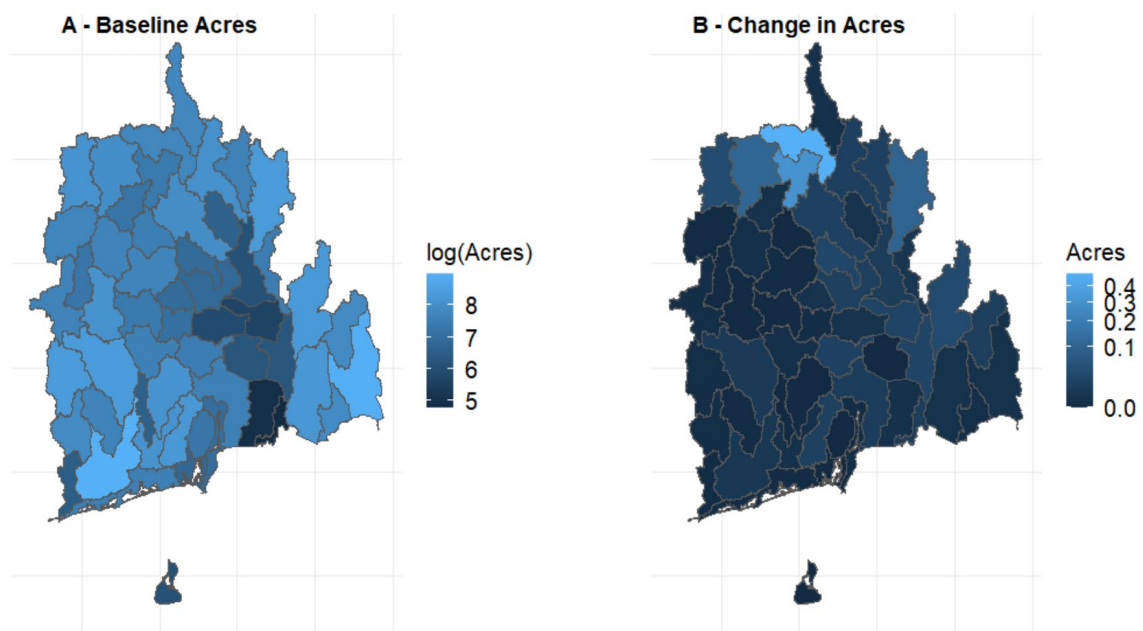 A - Baseline Acres
log(Acres)
8
7
6
5
B - Change in Acres
Acres
0.4
0.3
0.2
0.1
0.0